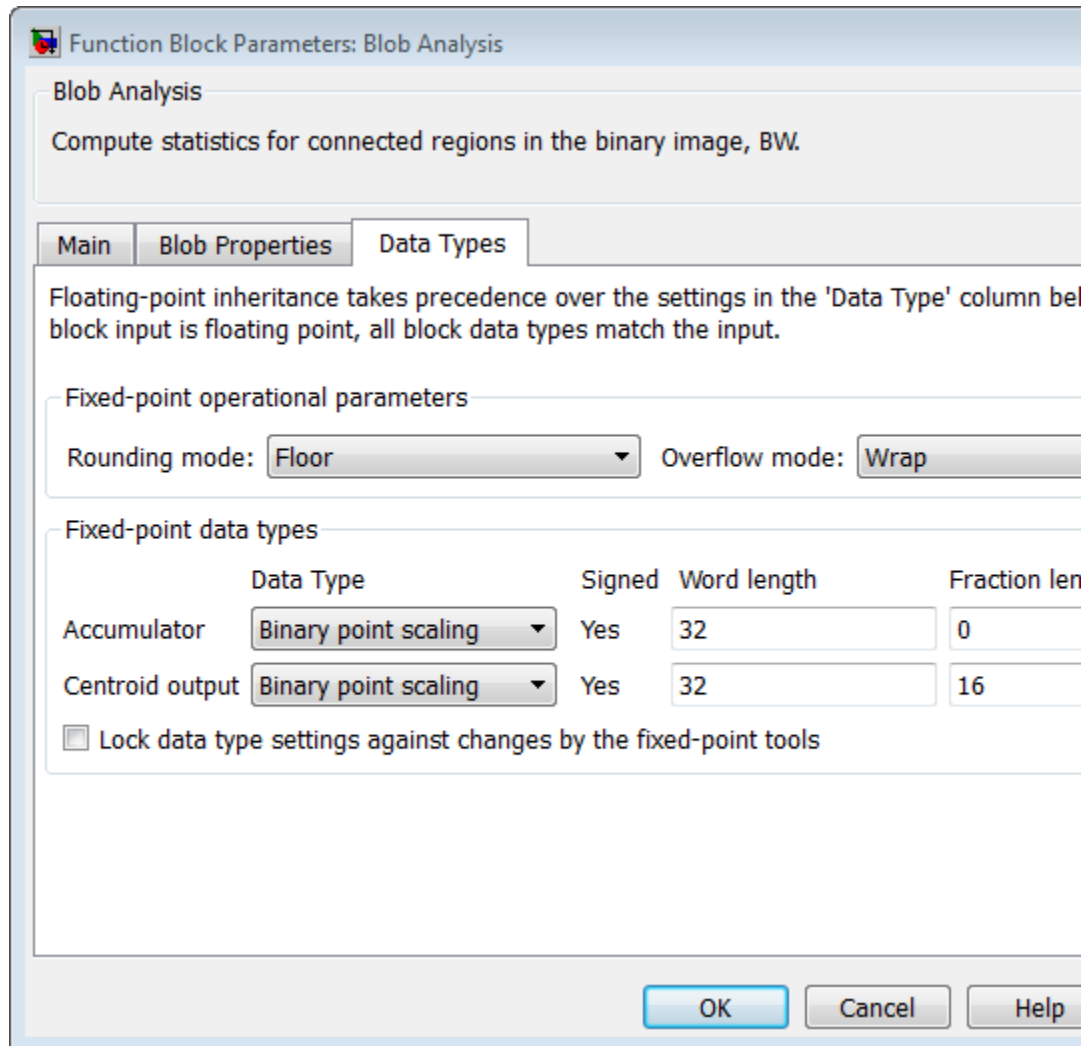 Function Block Parameters: Blob Analysis
Blob Analysis
Compute statistics for connected regions in the binary image, BW.
Main Blob Properties Data Types
Floating-point inheritance takes precedence over the settings in the 'Data Type' column
block input is floating point, all block data types match the input.
Fixed-point operational parameters
Rounding mode: Floor Overflow mode: Wrap
Fixed-point data types
Data Type Signed Word length Fraction
Accumulator Binary point scaling Yes 32 0
Centroid output Binary point scaling Yes 32 16
Lock data type settings against changes by the fixed-point tools
OK Cancel Help